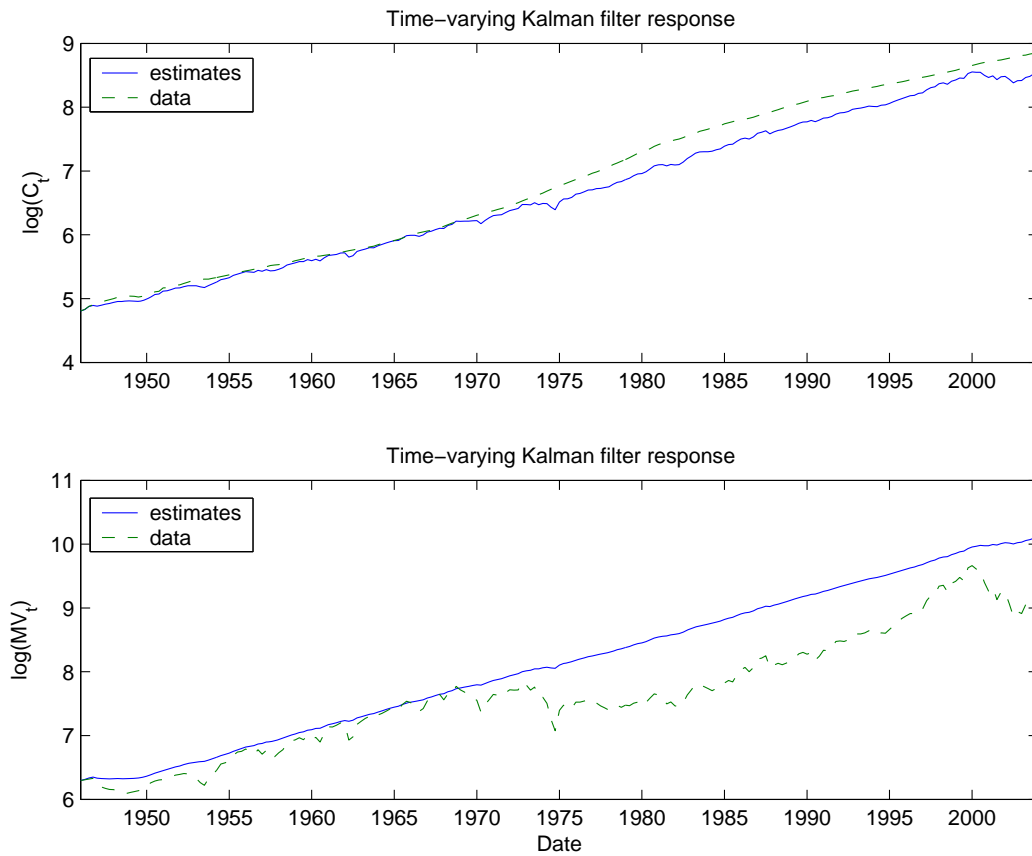 Time−varying Kalman filter response
9
8
7
6
5
4
log(C_t)
estimates
data
1950 1955 1960 1965 1970 1975 1980 1985 1990 1995 2000
Time−varying Kalman filter response
11
10
9
8
7
6
log(MV_t)
estimates
data
1950 1955 1960 1965 1970 1975 1980 1985 1990 1995 2000
Date